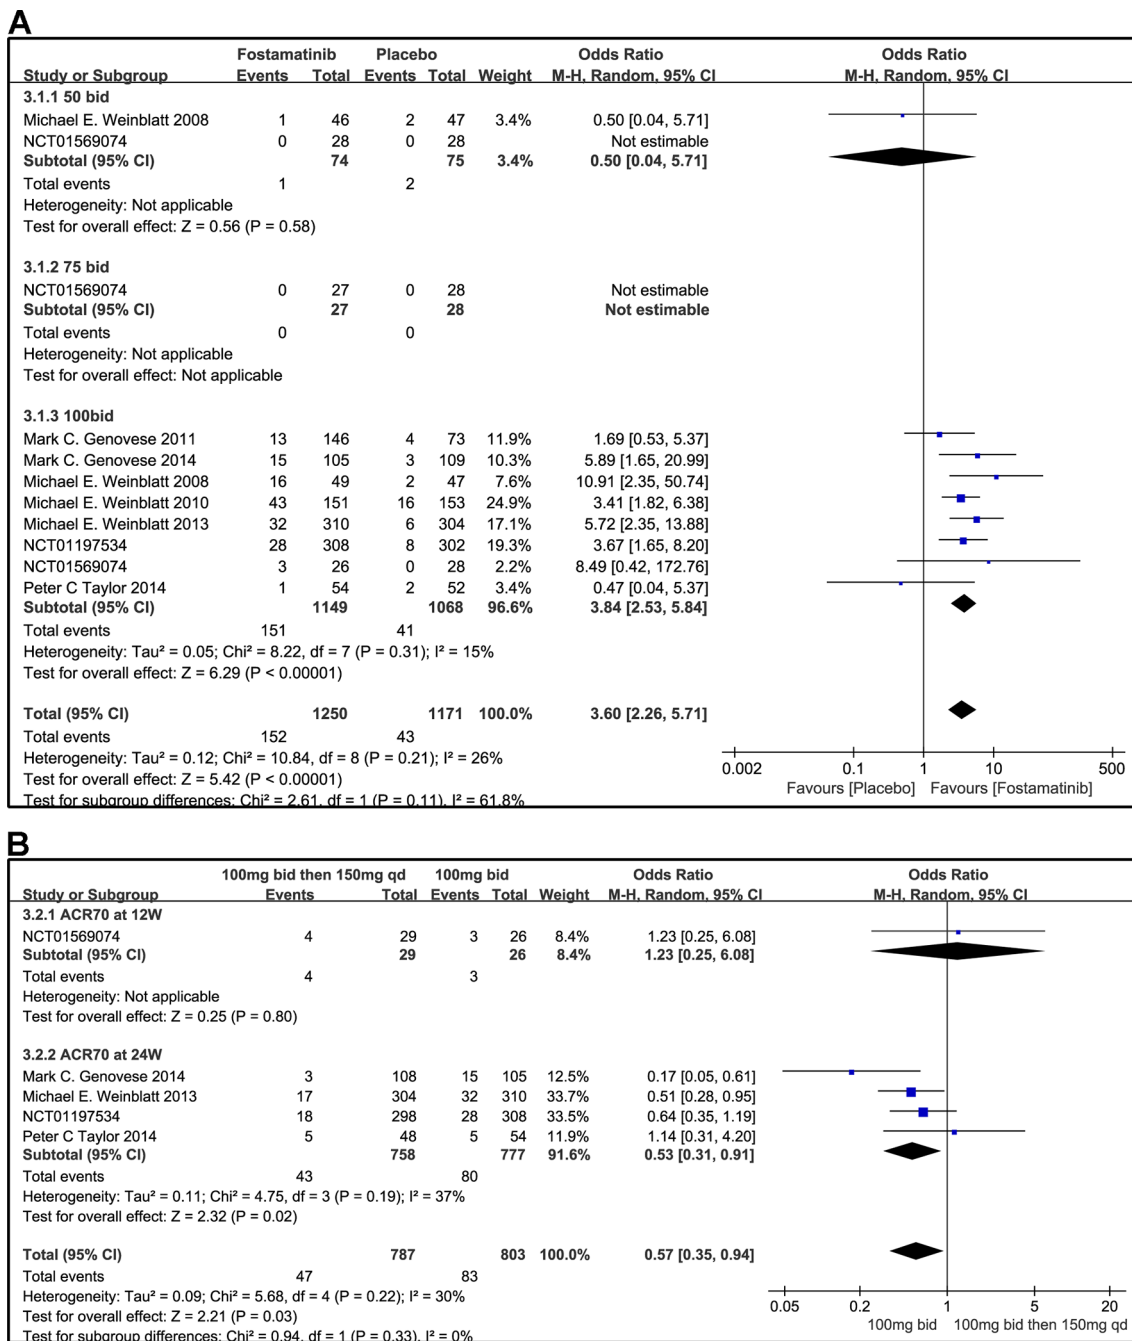 A
Fostamatinib Placebo Odds Ratio Odds Ratio
Study or Subgroup Events Total Events Total Weight M-H, Random, 95% CI M-H, Random, 95% CI
3.1.1 50 bid
Michael E. Weinblatt 2008 1 46 2 47 3.4% 0.50 [0.04, 5.71]
NCT01569074 0 28 0 28 Not estimable
Subtotal (95% CI) 74 75 3.4% 0.50 [0.04, 5.71]
Total events 1 2
Heterogeneity: Not applicable
Test for overall effect: Z = 0.56 (P = 0.58)
3.1.2 75 bid
NCT01569074 0 27 0 28 Not estimable
Subtotal (95% CI) 27 28 Not estimable
Total events 0 0
Heterogeneity: Not applicable
Test for overall effect: Not applicable
3.1.3 100bid
Mark C. Genovese 2011 13 146 4 73 11.9% 1.69 [0.53, 5.37]
Mark C. Genovese 2014 15 105 3 109 10.3% 5.89 [1.65, 20.99]
Michael E. Weinblatt 2008 16 49 2 47 7.6% 10.91 [2.35, 50.74]
Michael E. Weinblatt 2010 43 151 16 153 24.9% 3.41 [1.82, 6.38]
Michael E. Weinblatt 2013 32 310 6 304 17.1% 5.72 [2.35, 13.88]
NCT01197534 28 308 8 302 19.3% 3.67 [1.65, 8.20]
NCT01569074 3 26 0 28 2.2% 8.49 [0.42, 172.76]
Peter C Taylor 2014 1 54 2 52 3.4% 0.47 [0.04, 5.37]
Subtotal (95% CI) 1149 1068 96.6% 3.84 [2.53, 5.84]
Total events 151 41
Heterogeneity: Tau² = 0.05; Chi² = 8.22, df = 7 (P = 0.31); I² = 15%
Test for overall effect: Z = 6.29 (P < 0.00001)
Total (95% CI) 1250 1171 100.0% 3.60 [2.26, 5.71]
Total events 152 43
Heterogeneity: Tau² = 0.12; Chi² = 10.84, df = 8 (P = 0.21); I² = 26%
Test for overall effect: Z = 5.42 (P < 0.00001)
Test for subgroup differences: Chi² = 2.61, df = 1 (P = 0.11), I² = 61.8%
0.002 0.1 1 10 500
Favours [Placebo] Favours [Fostamatinib]
B
100mg bid then 150mg qd 100mg bid Odds Ratio Odds Ratio
Study or Subgroup Events Total Events Total Weight M-H, Random, 95% CI M-H, Random, 95% CI
3.2.1 ACR70 at 12W
NCT01569074 4 29 3 26 8.4% 1.23 [0.25, 6.08]
Subtotal (95% CI) 29 26 8.4% 1.23 [0.25, 6.08]
Total events 4 3
Heterogeneity: Not applicable
Test for overall effect: Z = 0.25 (P = 0.80)
3.2.2 ACR70 at 24W
Mark C. Genovese 2014 3 108 15 105 12.5% 0.17 [0.05, 0.61]
Michael E. Weinblatt 2013 17 304 32 310 33.7% 0.51 [0.28, 0.95]
NCT01197534 18 298 28 308 33.5% 0.64 [0.35, 1.19]
Peter C Taylor 2014 5 48 5 54 11.9% 1.14 [0.31, 4.20]
Subtotal (95% CI) 758 777 91.6% 0.53 [0.31, 0.91]
Total events 43 80
Heterogeneity: Tau² = 0.11; Chi² = 4.75, df = 3 (P = 0.19); I² = 37%
Test for overall effect: Z = 2.32 (P = 0.02)
Total (95% CI) 787 803 100.0% 0.57 [0.35, 0.94]
Total events 47 83
Heterogeneity: Tau² = 0.09; Chi² = 5.68, df = 4 (P = 0.22); I² = 30%
Test for overall effect: Z = 2.21 (P = 0.03)
Test for subgroup differences: Chi² = 0.94, df = 1 (P = 0.33), I² = 0%
0.05 0.2 1 5 20
100mg bid 100mg bid then 150mg qd